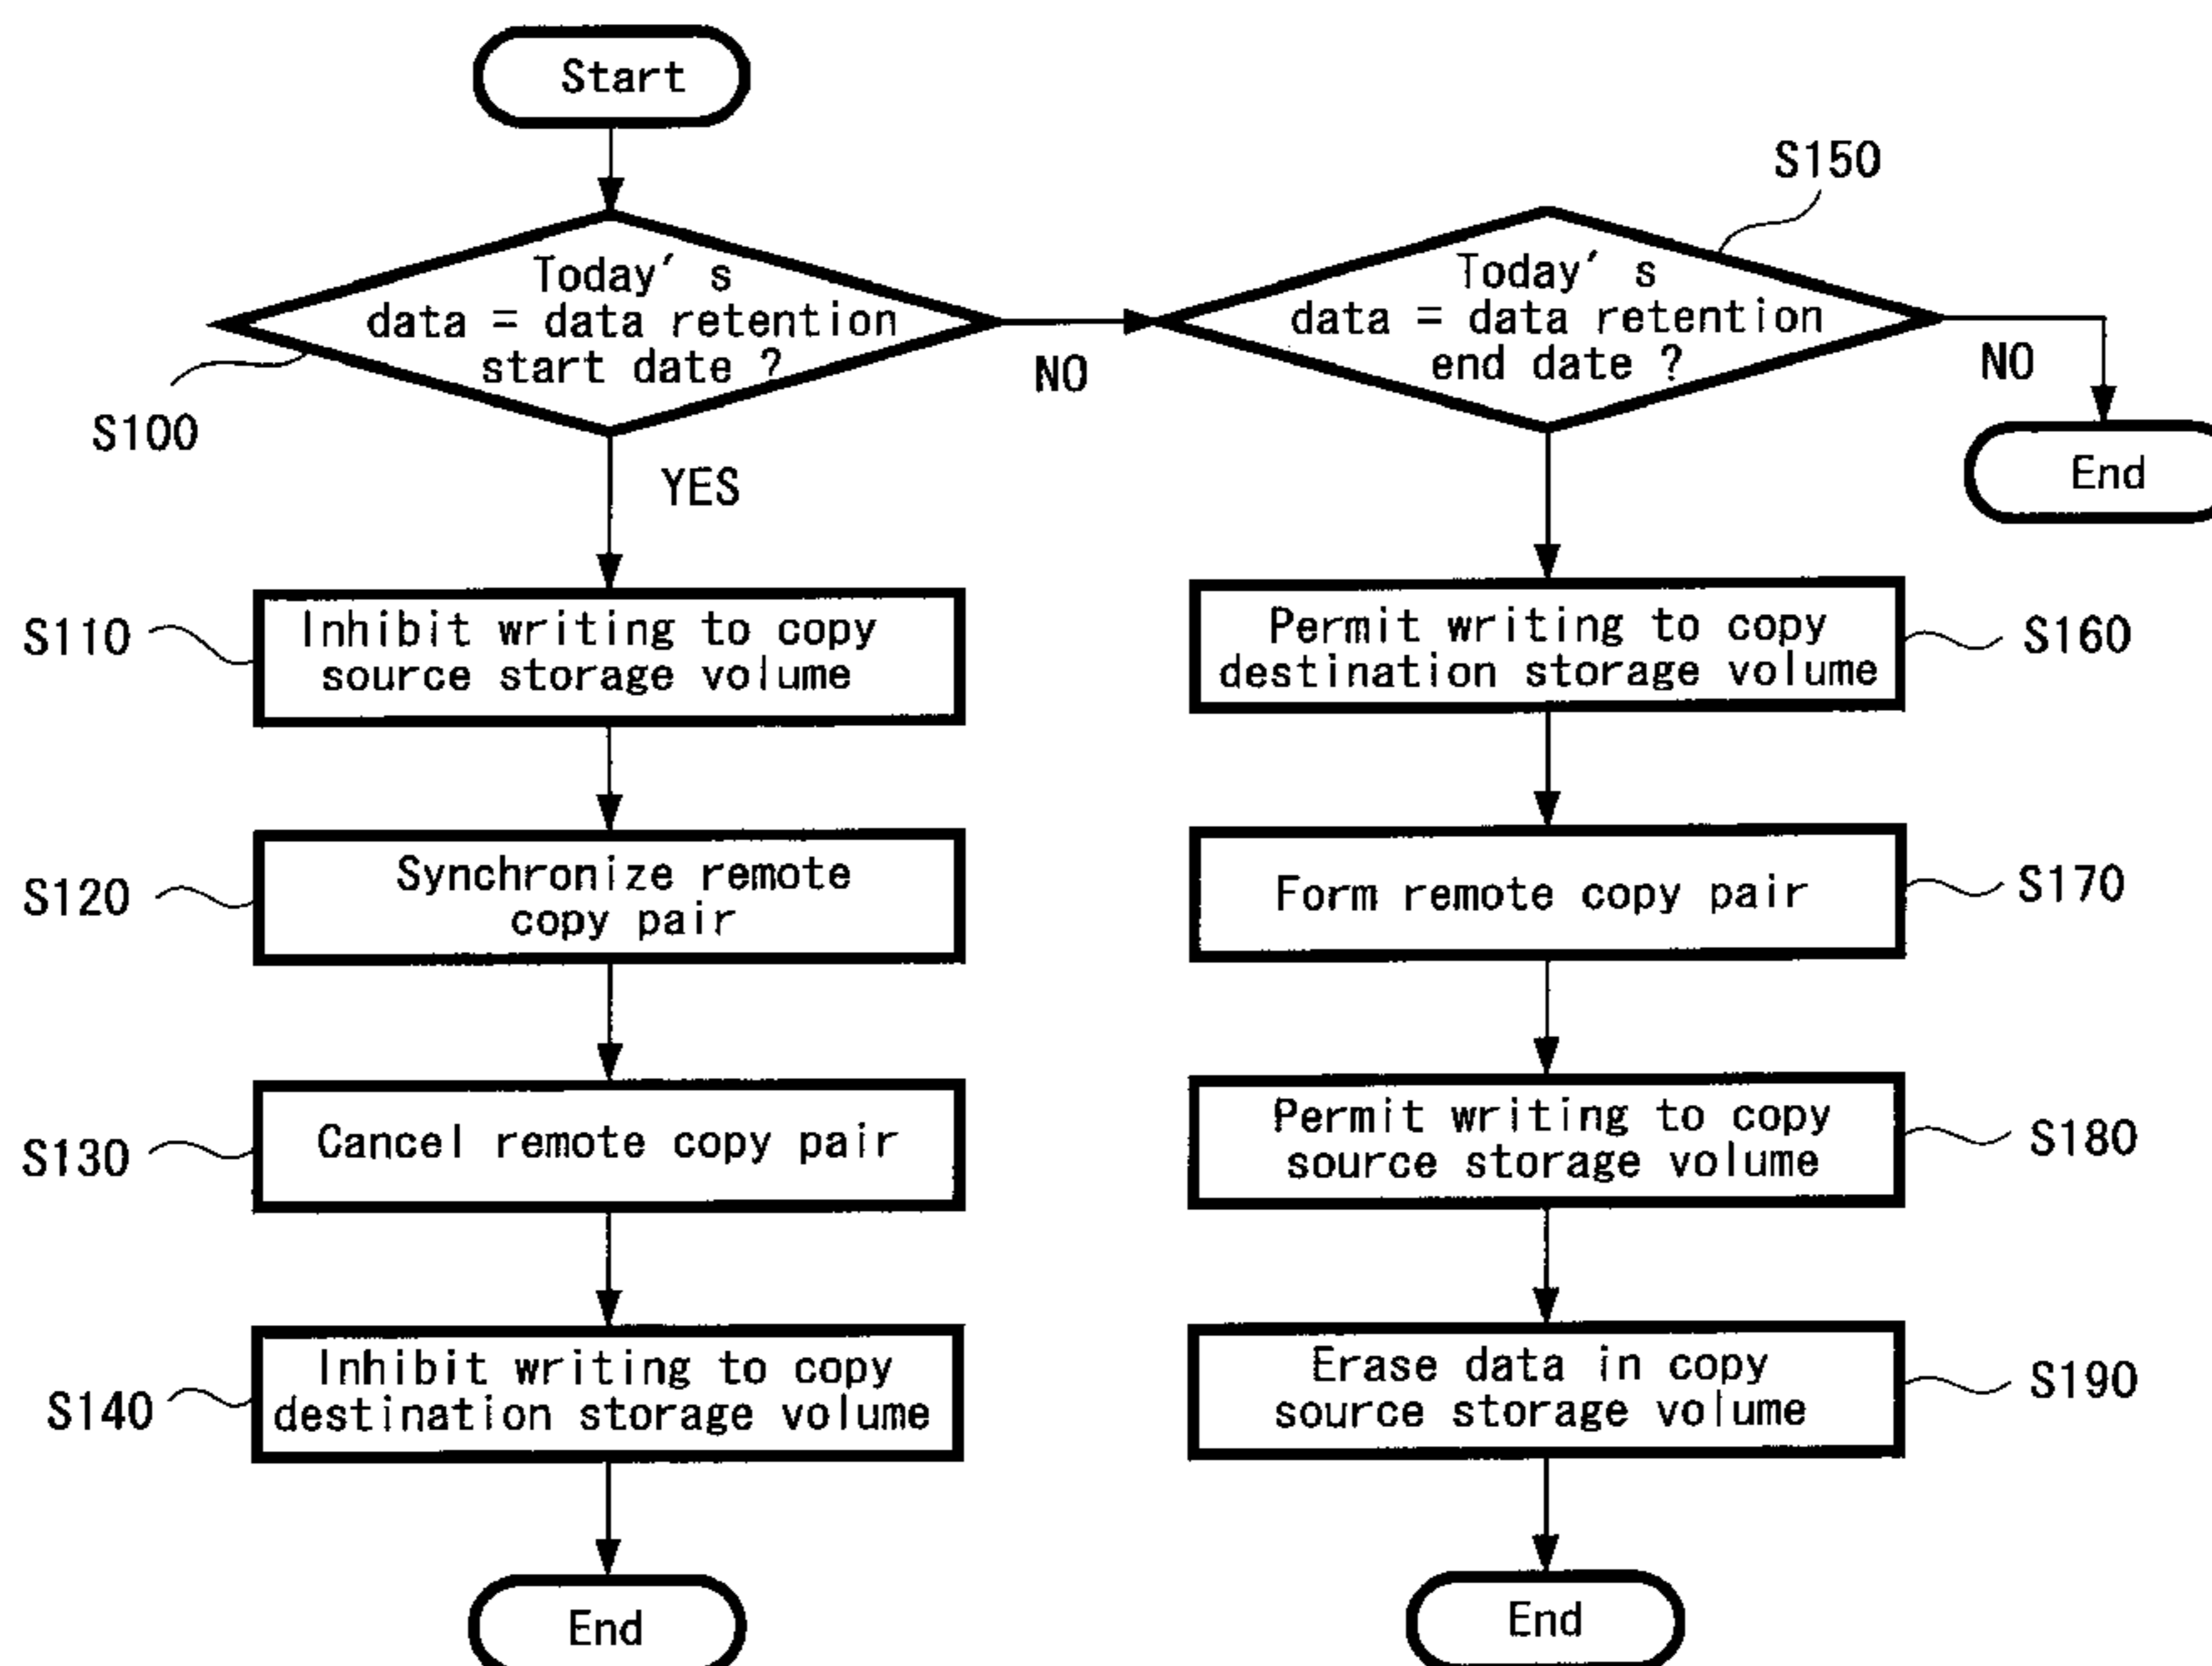 Start
S150
Today' s
data = data retention
start date ?
Today' s
data = data retention
end date ?
NO
NO
S100
YES
End
S110
Inhibit writing to copy
source storage volume
Permit writing to copy
destination storage volume
S160
S120
Synchronize remote
copy pair
Form remote copy pair
S170
S130
Cancel remote copy pair
Permit writing to copy
source storage volume
S180
S140
Inhibit writing to copy
destination storage volume
Erase data in copy
source storage volume
S190
End
End